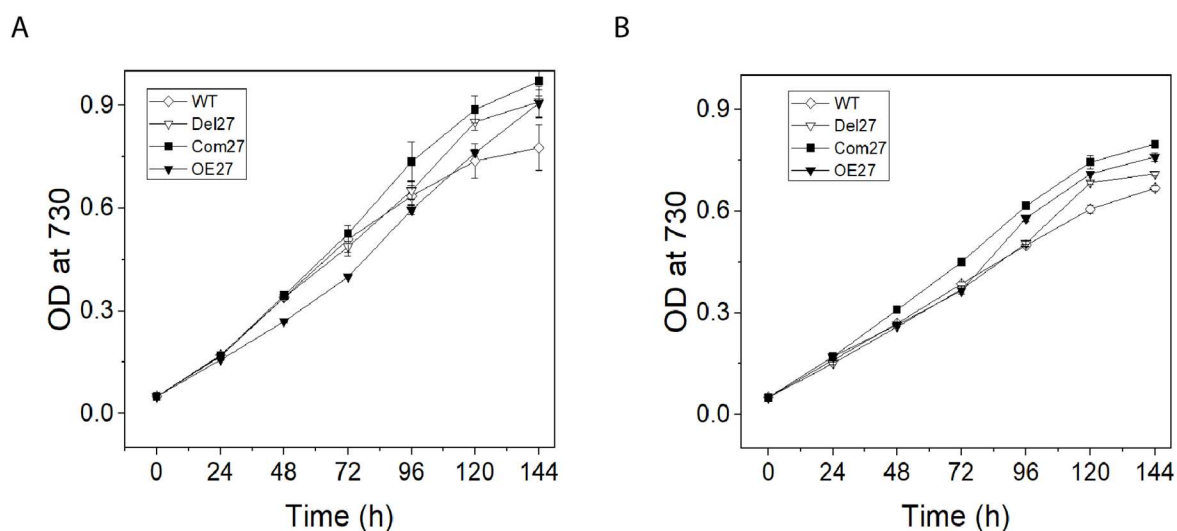 A
WT
Del27
Com27
OE27
0.9
0.6
0.3
0.0
OD at 730
0 24 48 72 96 120 144
Time (h)
B
WT
Del27
Com27
OE27
0.9
0.6
0.3
0.0
OD at 730
0 24 48 72 96 120 144
Time (h)